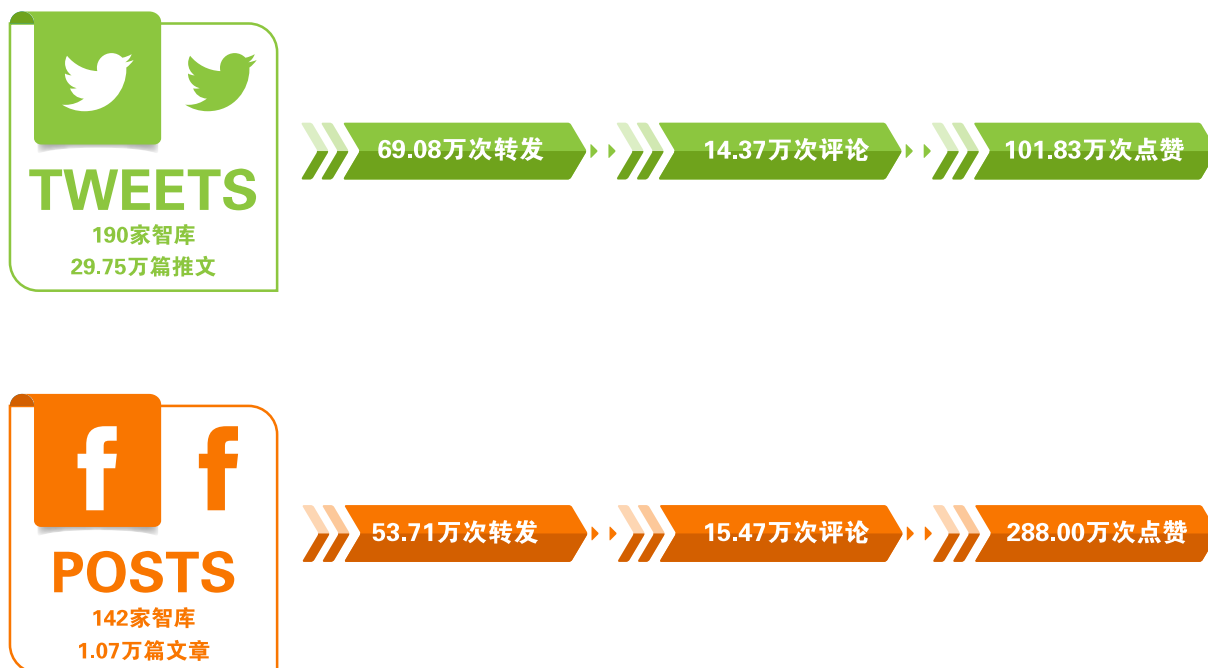 TWEETS
190家智库
29.75万篇推文
69.08万次转发
14.37万次评论
101.83万次点赞
POSTS
142家智库
1.07万篇文章
53.71万次转发
15.47万次评论
288.00万次点赞